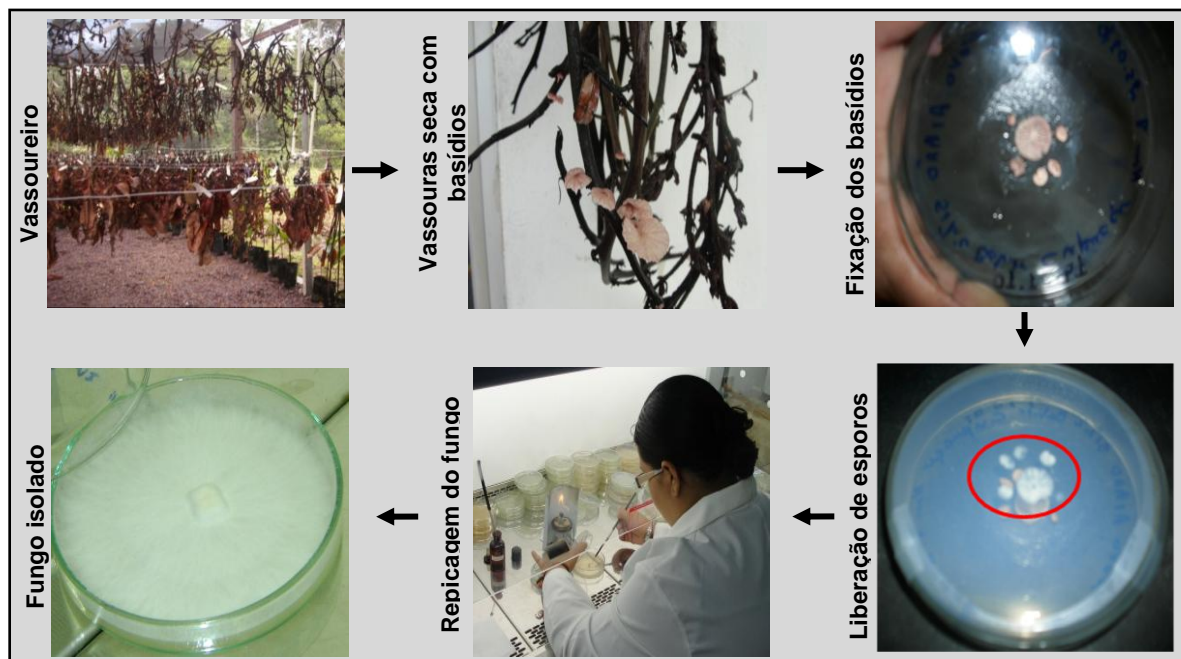 Vassoureiro
Vassouras seca com
basídios
Fixação dos basídios
Liberação de esporos
Repicagem do fungo
Fungo isolado